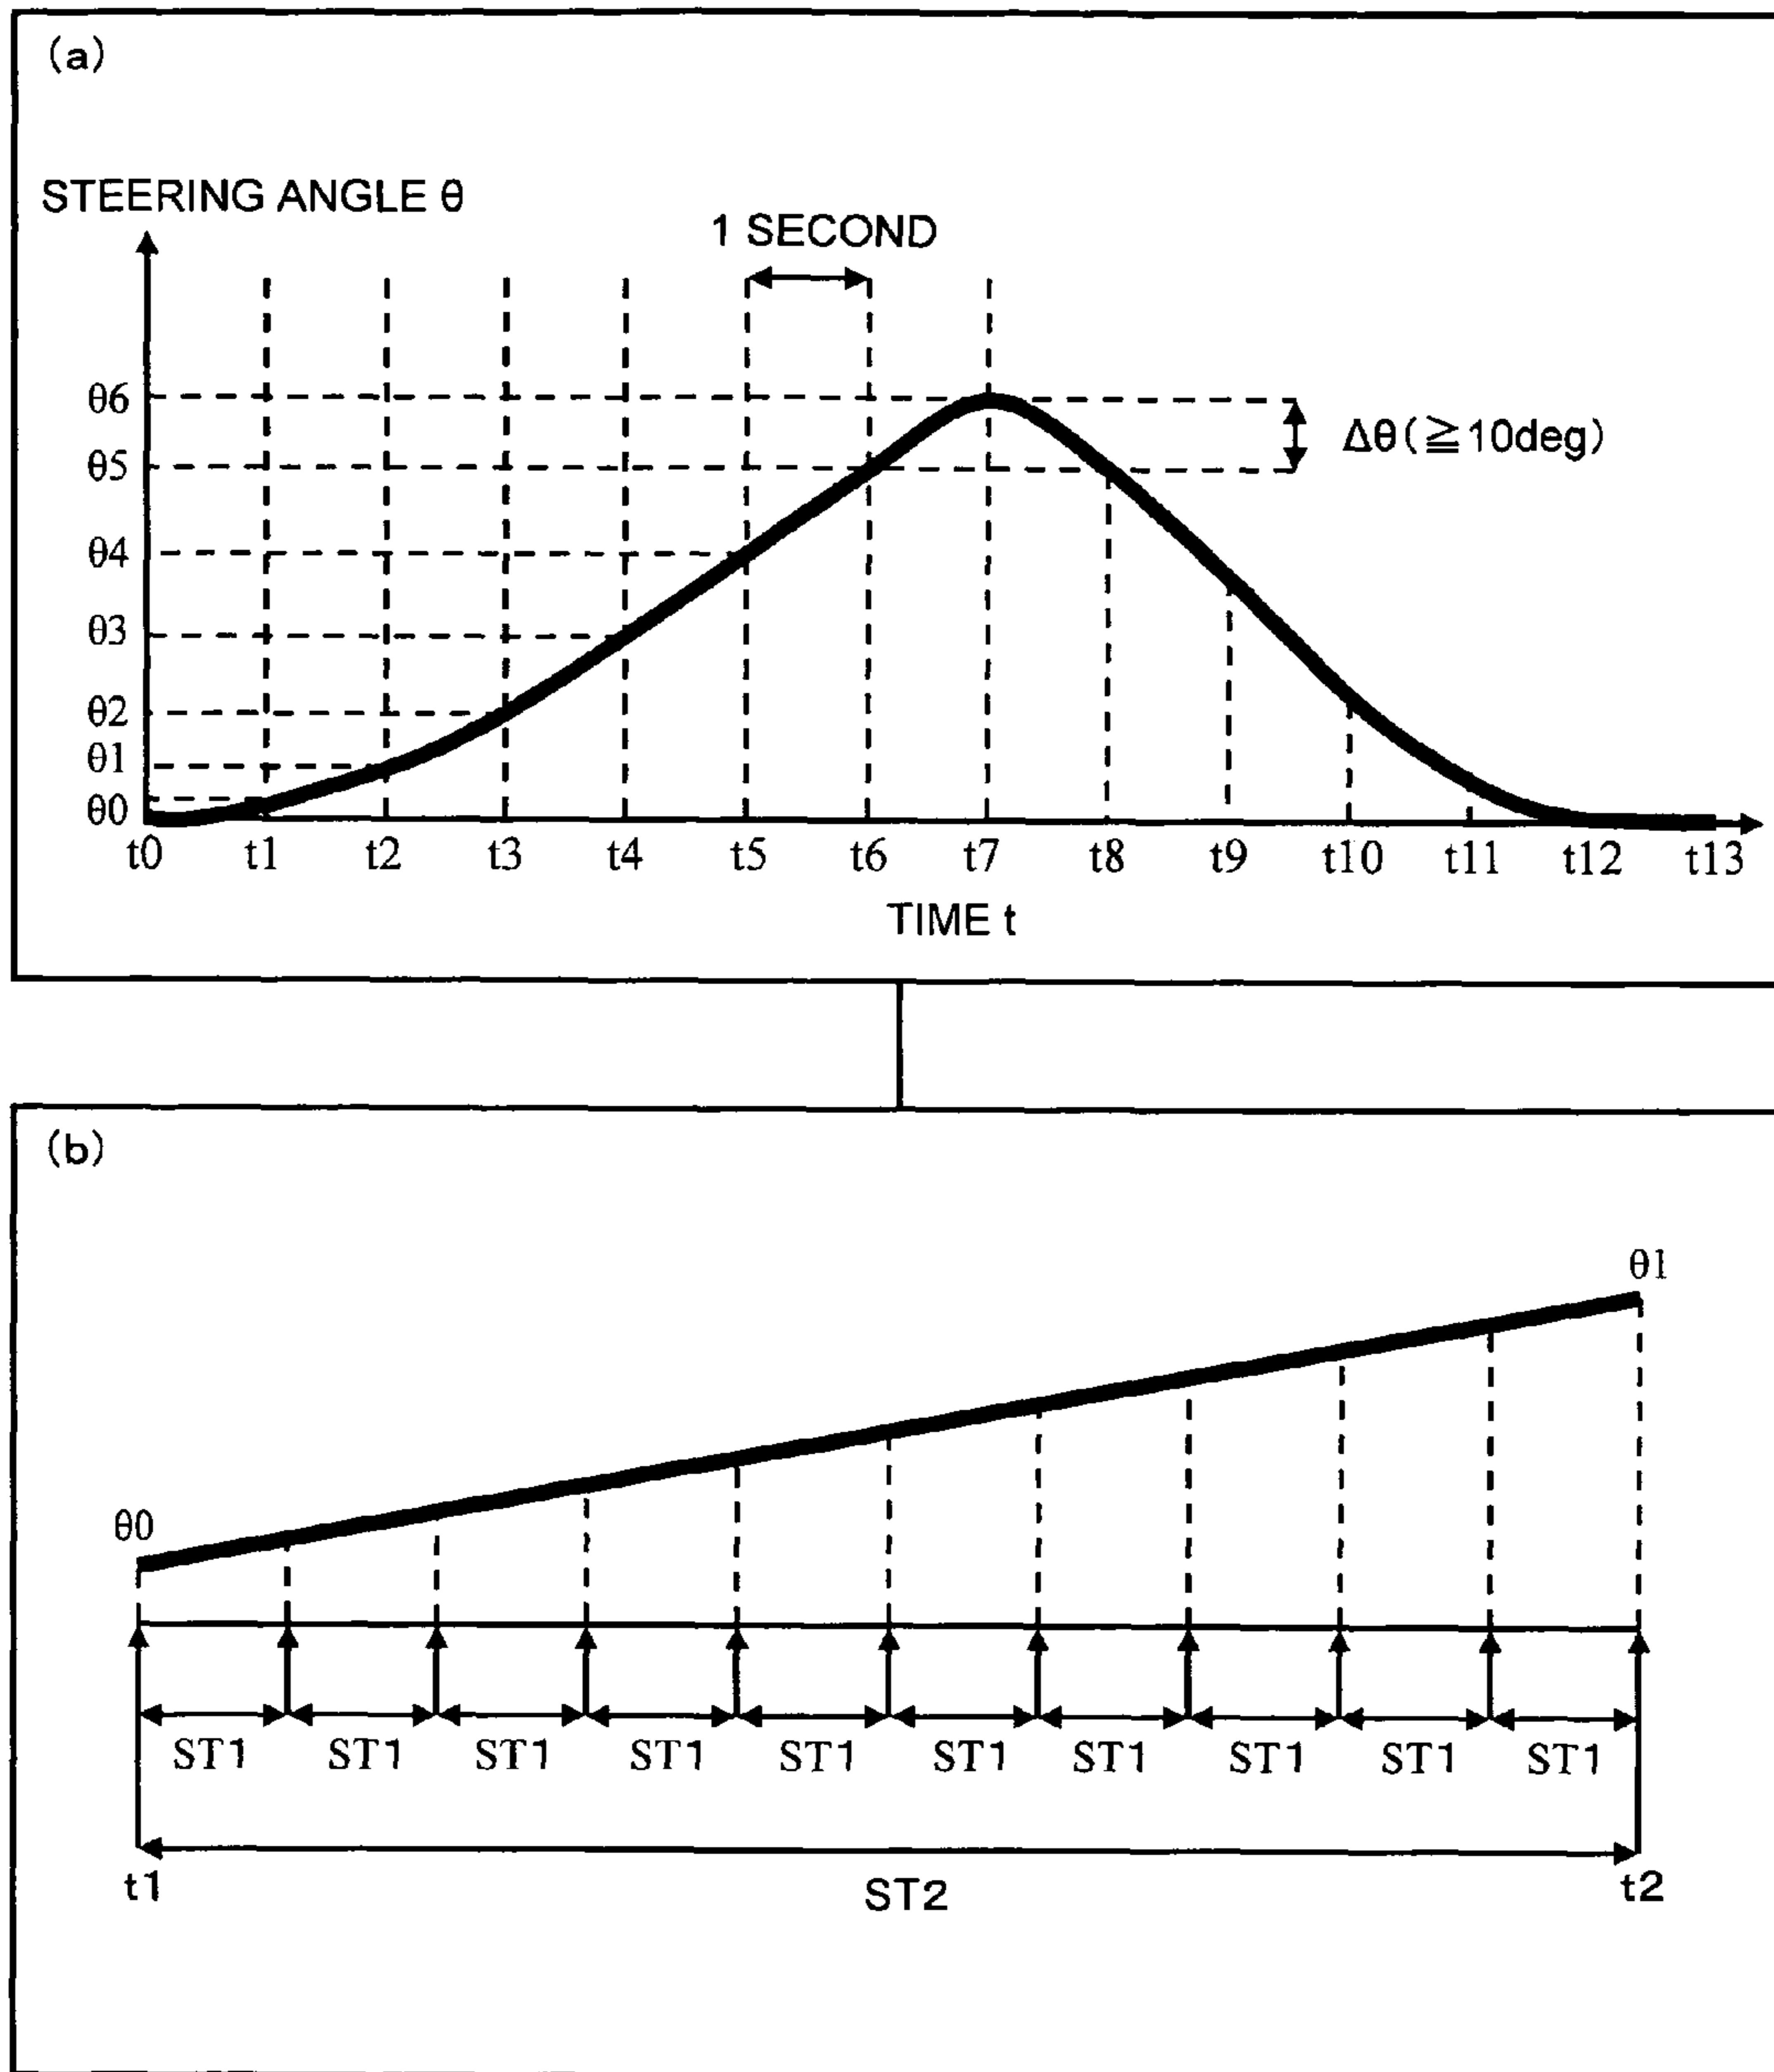 (a)
STEERING ANGLE θ
1 SECOND
θ6
Δθ(≧10deg)
θ5
θ4
θ3
θ2
θ1
θ0
t0 t1 t2 t3 t4 t5 t6 t7 t8 t9 t10 t11 t12 t13
TIME t
(b)
θ1
θ0
ST1 ST1 ST1 ST1 ST1 ST1 ST1 ST1 ST1 ST1
t1 ST2 t2